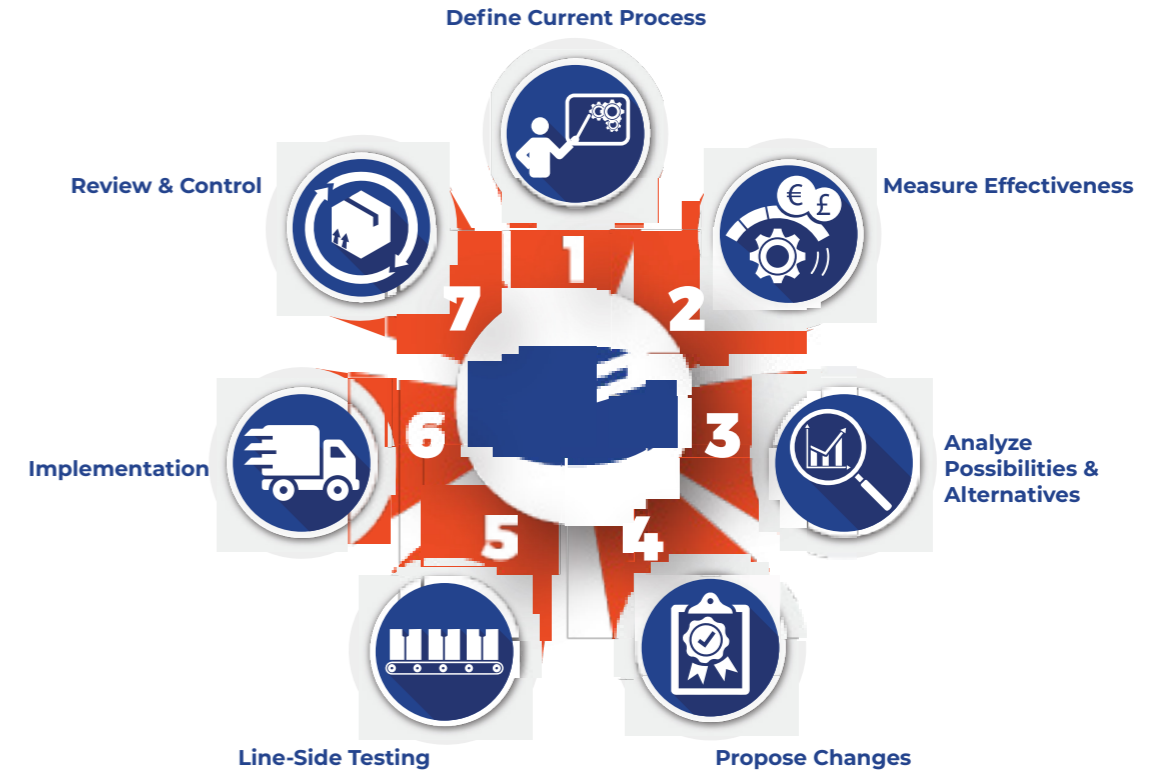 Define Current Process
Review & Control
Measure Effectiveness
€
£
1
7
2
6
3
Implementation
Analyze
Possibilities &
Alternatives
5
4
Line-Side Testing
Propose Changes